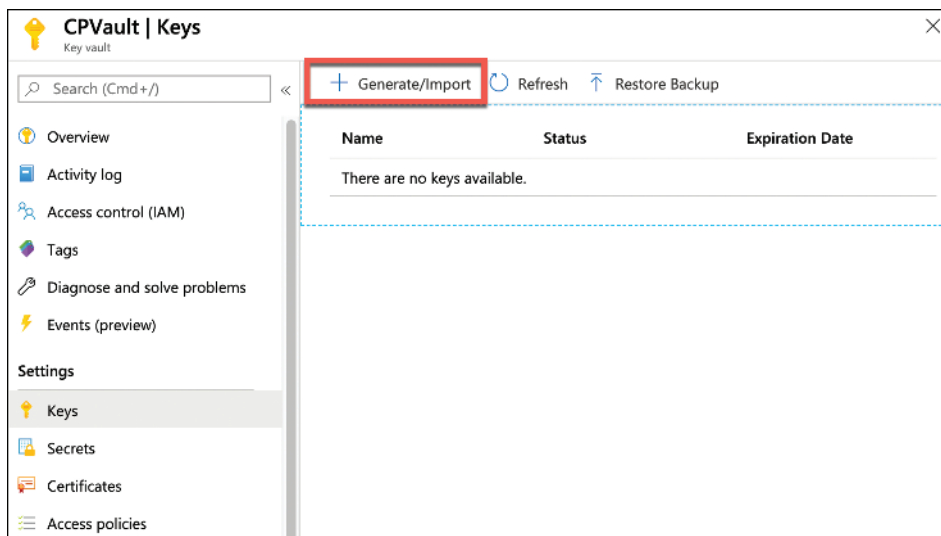 CPVault | Keys
Key vault
Search (Cmd+/)
Generate/Import Refresh Restore Backup
Overview
Activity log
Access control (IAM)
Tags
Diagnose and solve problems
Events (preview)
Settings
Keys
Secrets
Certificates
Access policies
Name Status Expiration Date
There are no keys available.